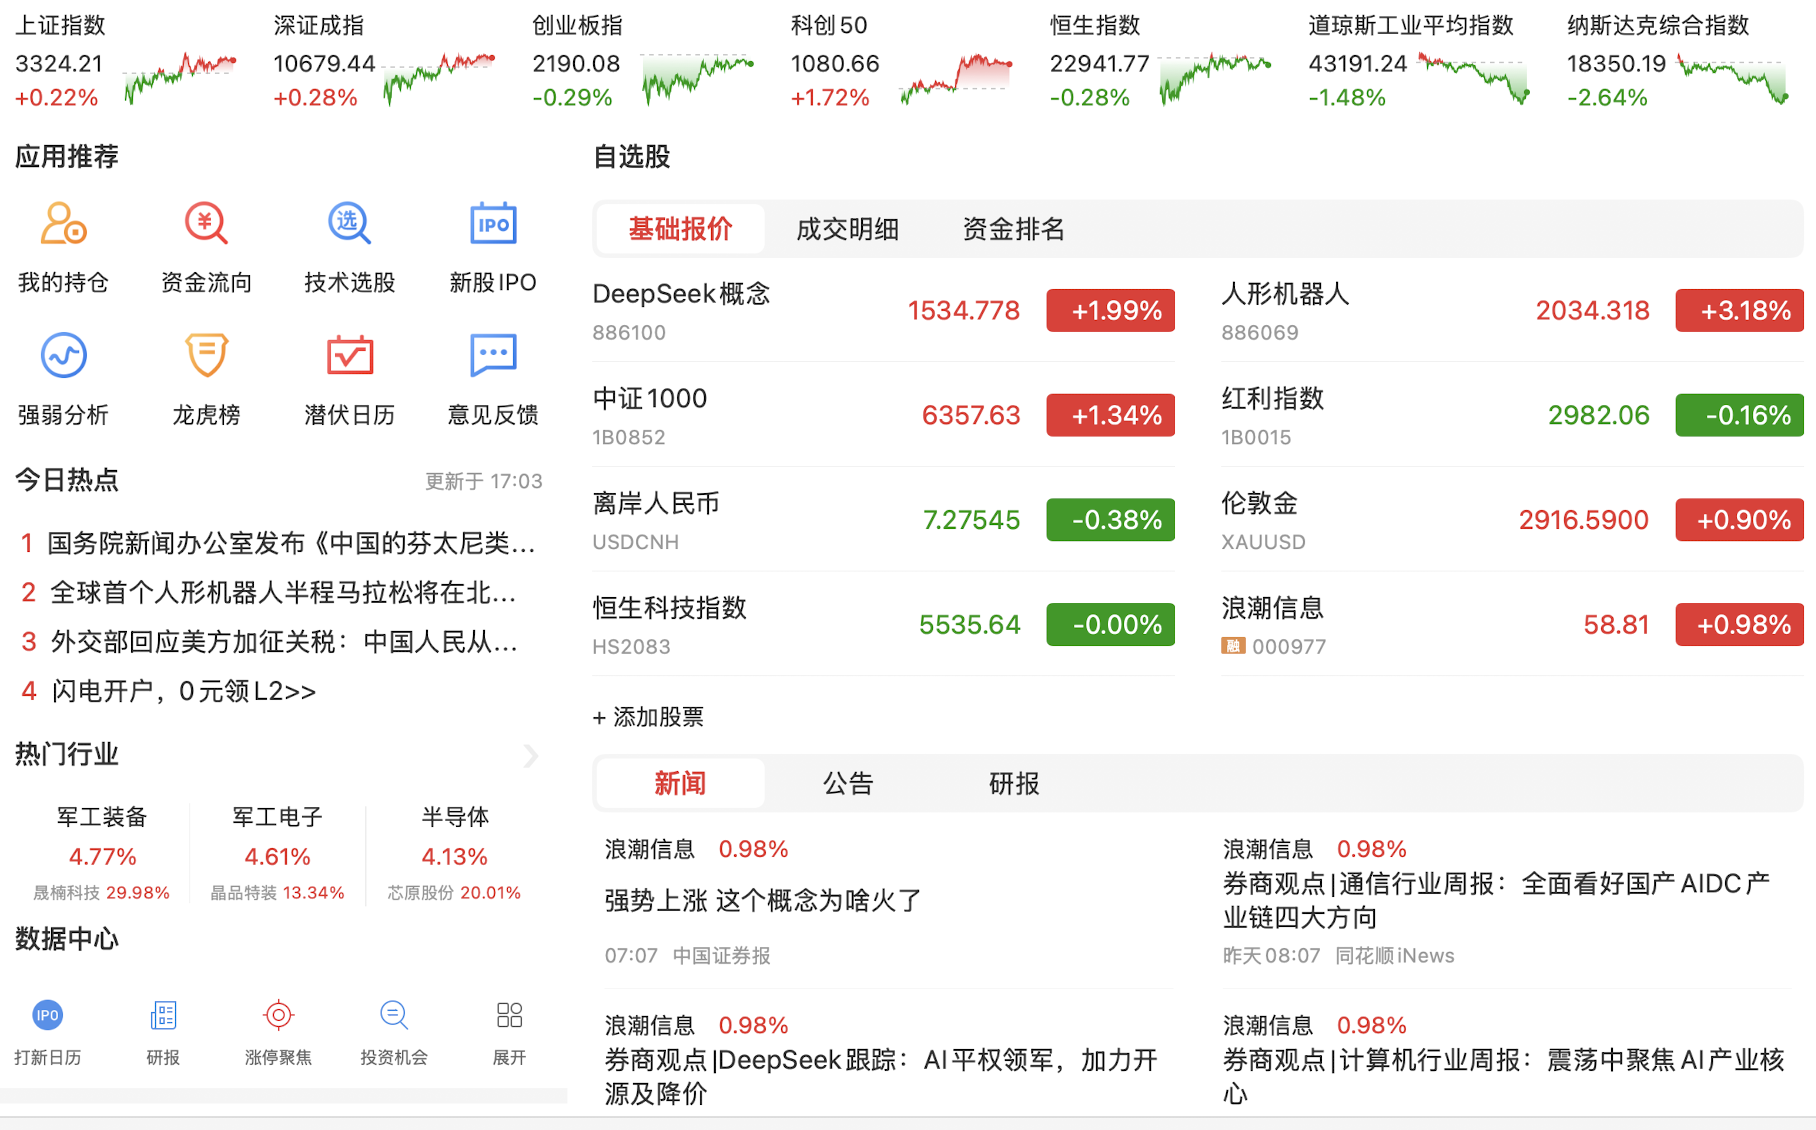 上证指数
3324.21
+0.22%
深证成指
10679.44
+0.28%
创业板指
2190.08
-0.29%
科创50
1080.66
+1.72%
恒生指数
22941.77
-0.28%
道琼斯工业平均指数
43191.24
-1.48%
纳斯达克综合指数
18350.19
-2.64%
应用推荐
我的持仓
¥
资金流向
选
技术选股
IPO
新股IPO
强弱分析
龙虎榜
潜伏日历
意见反馈
今日热点
更新于 17:03
1 国务院新闻办公室发布《中国的芬太尼类...
2 全球首个人形机器人半程马拉松将在北...
3 外交部回应美方加征关税：中国人民从...
4 闪电开户，0元领L2>>
热门行业
军工装备
4.77%
晟楠科技 29.98%
军工电子
4.61%
晶品特装 13.34%
半导体
4.13%
芯原股份 20.01%
数据中心
IPO
打新日历
研报
涨停聚焦
投资机会
展开
自选股
基础报价 成交明细 资金排名
DeepSeek概念
886100
1534.778 +1.99%
人形机器人
886069
2034.318 +3.18%
中证1000
1B0852
6357.63 +1.34%
红利指数
1B0015
2982.06 -0.16%
离岸人民币
USDCNH
7.27545 -0.38%
伦敦金
XAUUSD
2916.5900 +0.90%
恒生科技指数
HS2083
5535.64 -0.00%
浪潮信息
融 000977
58.81 +0.98%
+ 添加股票
新闻 公告 研报
浪潮信息 0.98%
强势上涨 这个概念为啥火了
07:07 中国证券报
浪潮信息 0.98%
券商观点|通信行业周报：全面看好国产AIDC产
业链四大方向
昨天08:07 同花顺iNews
浪潮信息 0.98%
券商观点|DeepSeek跟踪：AI平权领军，加力开
源及降价
浪潮信息 0.98%
券商观点|计算机行业周报：震荡中聚焦AI产业核
心